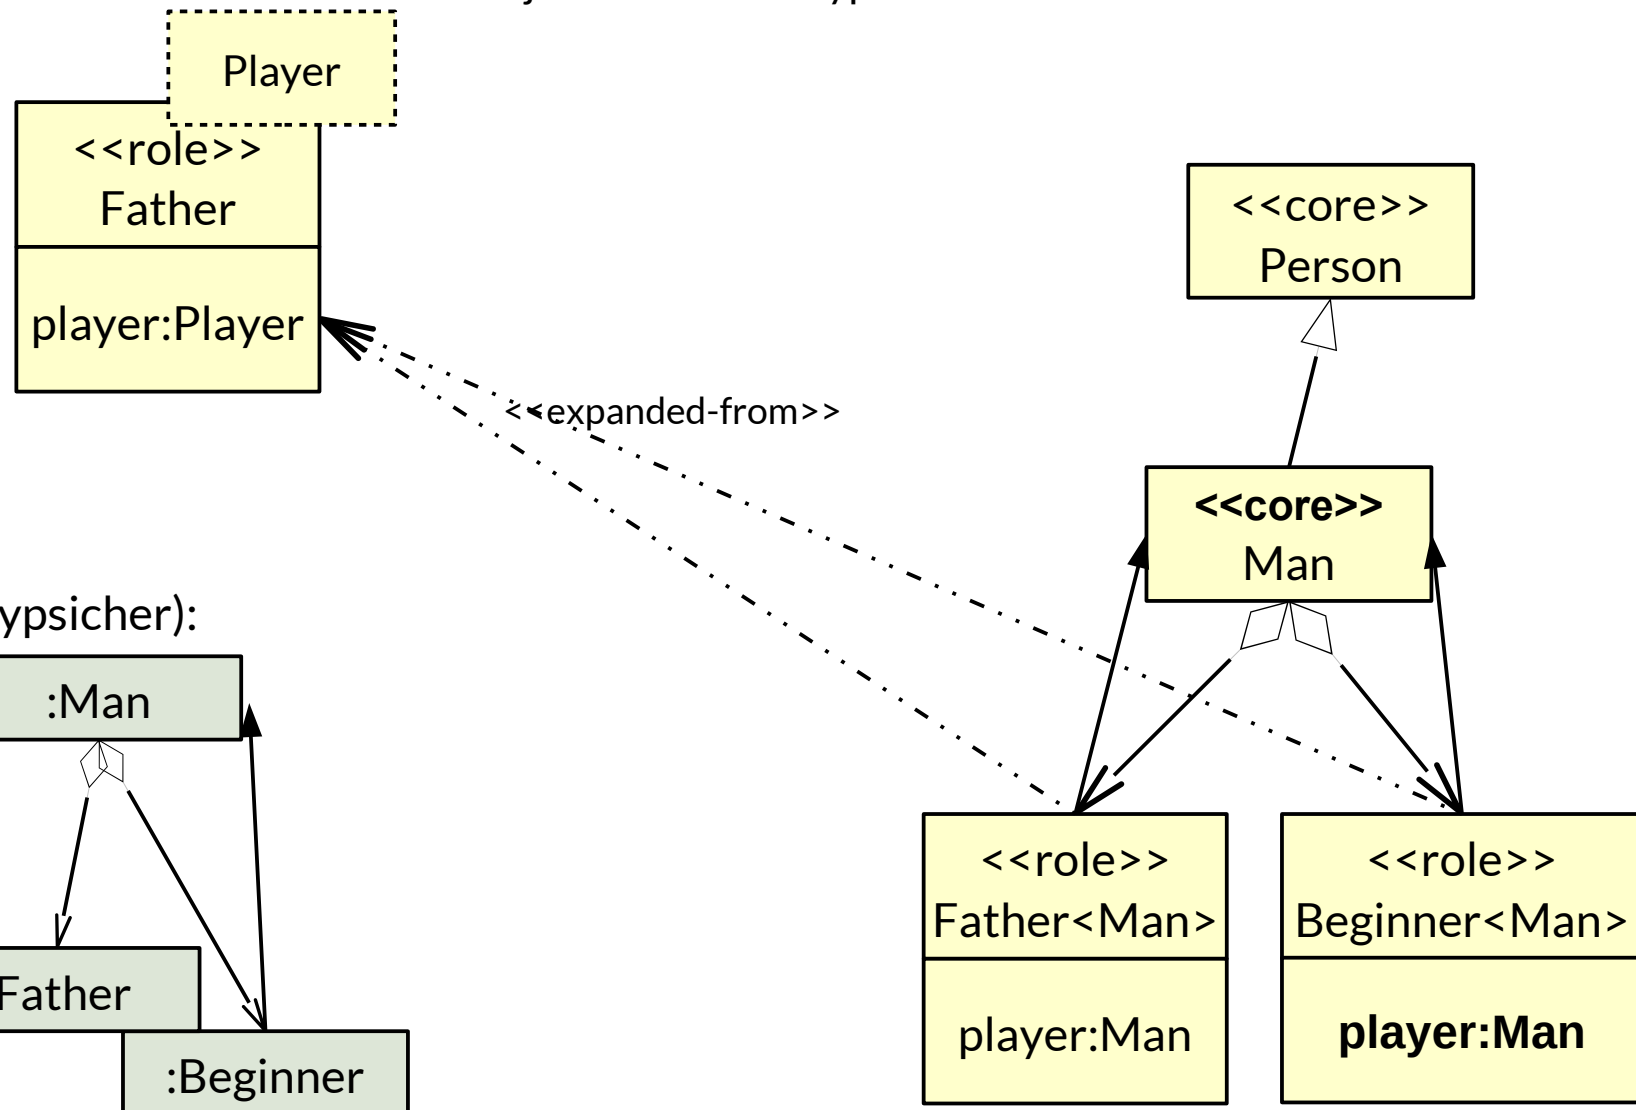 Player
<<role>>
Father
player:Player
<<core>>
Person
<<expanded-from>>
<<core>>
Man
ypsicher):
:Man
<<role>>
Father<Man>
player:Man
<<role>>
Beginner<Man>
player:Man
Father
:Beginner